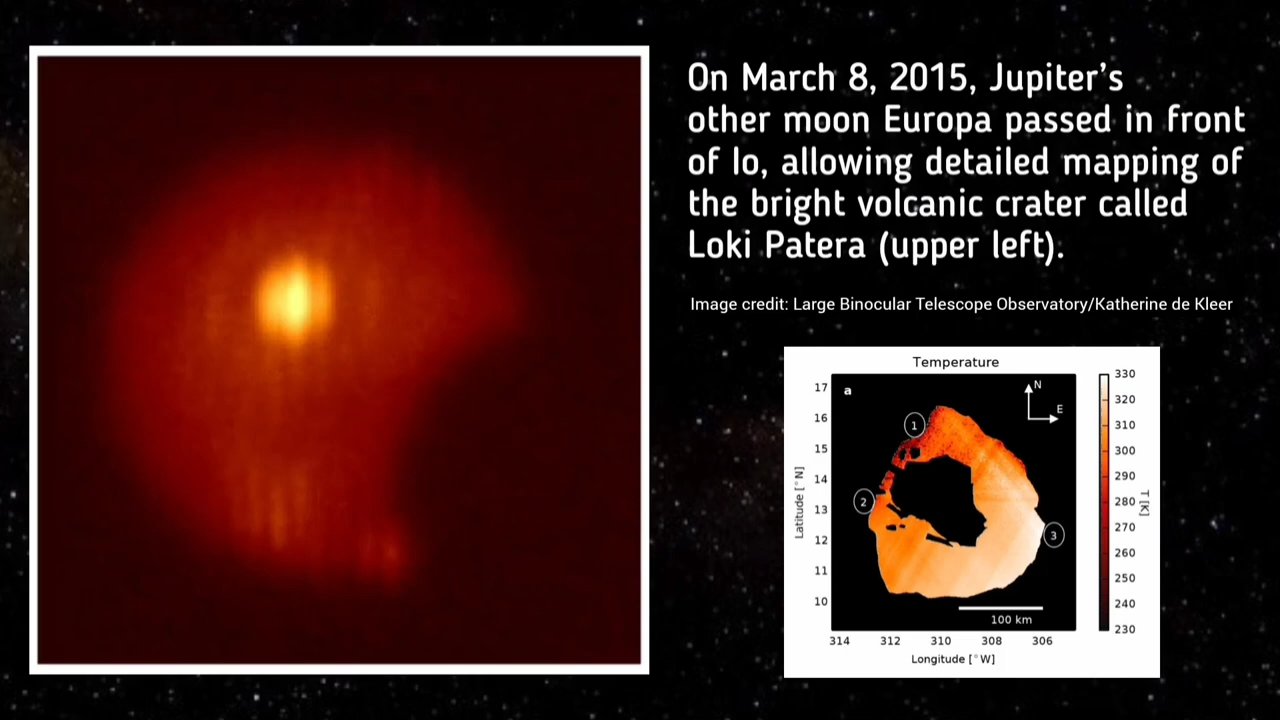 On March 8, 2015, Jupiter’s
other moon Europa passed in front
of Io, allowing detailed mapping of
the bright volcanic crater called
Loki Patera (upper left).
Image credit: Large Binocular Telescope Observatory/Katherine de Kleer
Temperature
a
N
E
1
2
3
100 km
17
16
15
14
13
12
11
10
Latitude [°N]
314 312 310 308 306
Longitude [°W]
330
320
310
300
290
280
270
260
250
240
230
T [K]